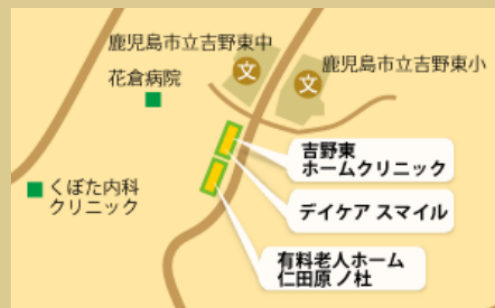 鹿児島市立吉野東中
文
文
鹿児島市立吉野東小
花倉病院
吉野東
ホームクリニック
くぼた内科
クリニック
デイケア スマイル
有料老人ホーム
仁田原ノ杜